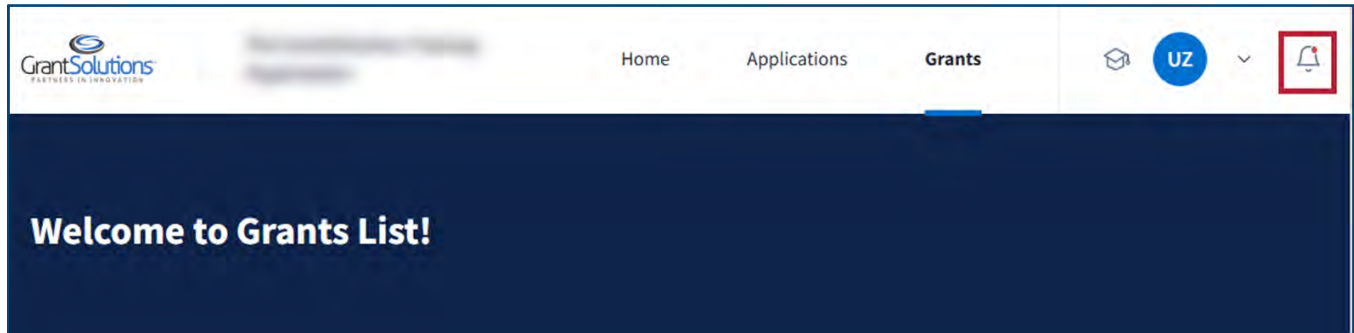 GrantSolutions
PARTNERS IN INNOVATION
Home Applications Grants UZ
Welcome to Grants List!